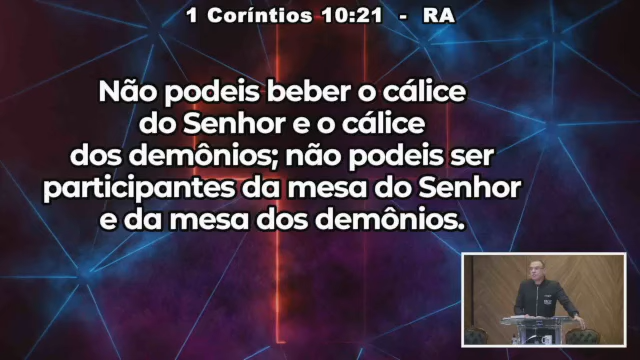 1 Coríntios 10:21 - RA
Não podeis beber o cálice
do Senhor e o cálice
dos demônios; não podeis ser
participantes da mesa do Senhor
e da mesa dos demônios.